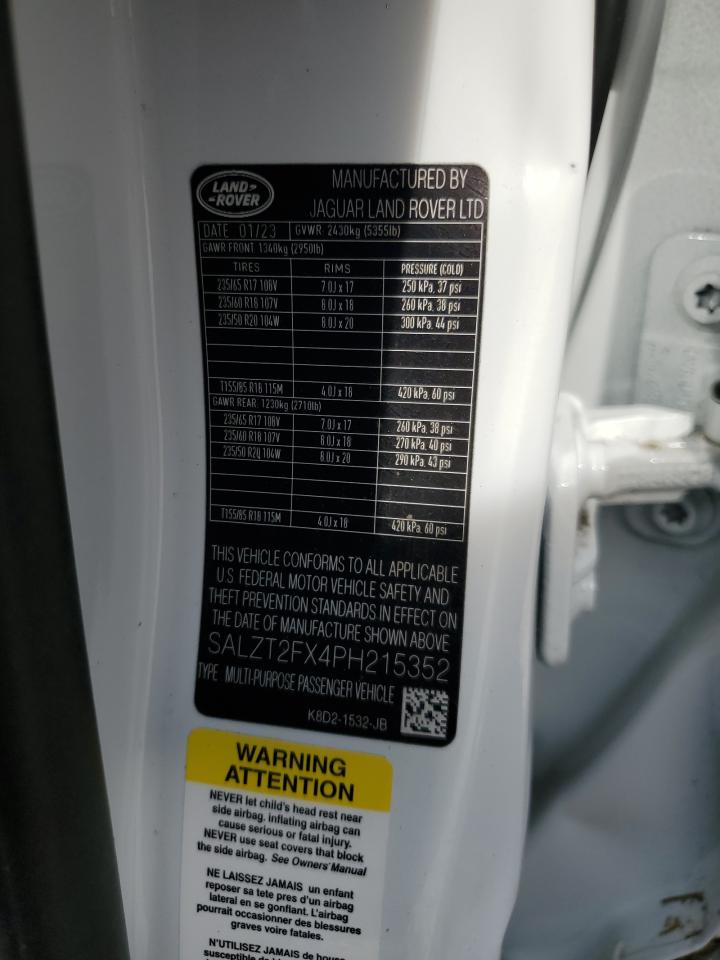 LAND-
-ROVER
MANUFACTURED BY
JAGUAR LAND ROVER LTD
DATE 01/23 GVWR: 2430kg (5355lb)
GAWR FRONT 1340kg (2950lb)
TIRES RIMS PRESSURE (COLD)
235/65 R17 108V 7.0J x 17 250 kPa, 37 psi
235/60 R18 107V 8.0J x 18 260 kPa, 38 psi
235/50 R20 104W 8.0J x 20 300 kPa, 44 psi
T155/85 R18 115M 4.0J x 18 420 kPa, 60 psi
GAWR REAR: 1230kg (2710lb)
235/65 R17 108V 7.0J x 17 260 kPa, 38 psi
235/60 R18 107V 8.0J x 18 270 kPa, 40 psi
235/50 R20 104W 8.0J x 20 290 kPa, 43 psi
T155/85 R18 115M 4.0J x 18 420 kPa, 60 psi
THIS VEHICLE CONFORMS TO ALL APPLICABLE
U.S. FEDERAL MOTOR VEHICLE SAFETY AND
THEFT PREVENTION STANDARDS IN EFFECT ON
THE DATE OF MANUFACTURE SHOWN ABOVE
SALZT2FX4PH215352
TYPE MULTI-PURPOSE PASSENGER VEHICLE
K8D2-1532-JB
WARNING
ATTENTION
NEVER let child's head rest near
side airbag. inflating airbag can
cause serious or fatal injury.
NEVER use seat covers that block
the side airbag. See Owners' Manual
NE LAISSEZ JAMAIS un enfant
reposer sa tete pres d'un airbag
lateral en se gonflant. L'airbag
pourrait occasionner des blessures
graves voire fatales.
N'UTILISEZ JAMAIS de hous
susceptible de